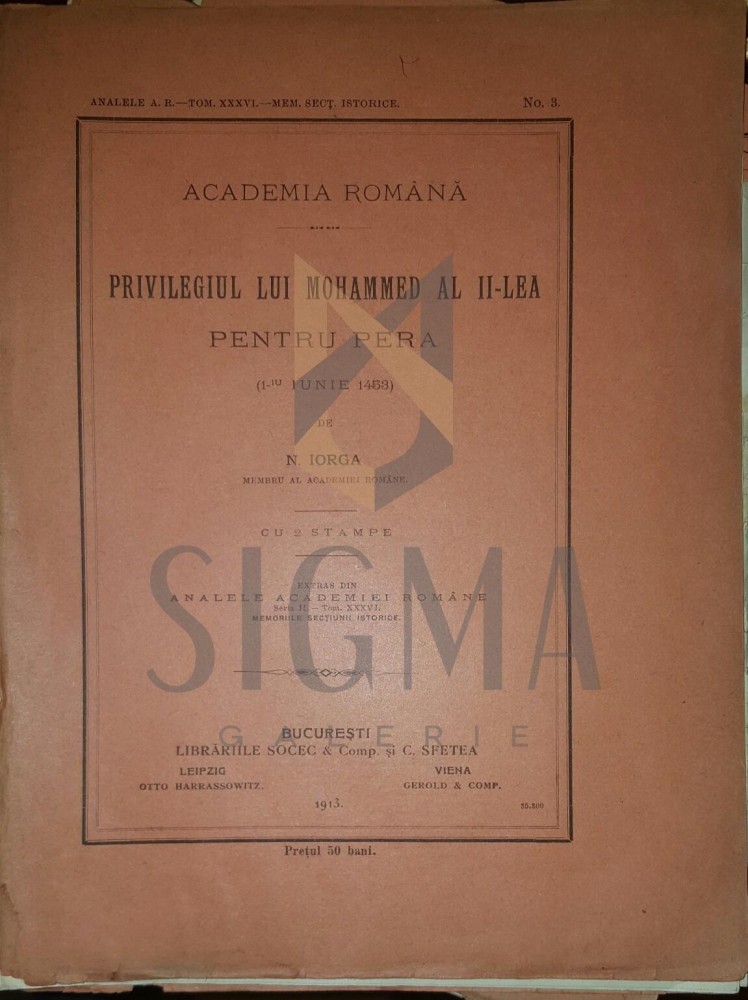 ANALELE A. R.—TOM. XXXVI.—MEM. SECȚ. ISTORICE. No. 3.
ACADEMIA ROMÂNĂ
PRIVILEGIUL LUI MOHAMMED AL II-LEA
PENTRU PERA
(1-IU IUNIE 1453)
DE
N. IORGA
MEMBRU AL ACADEMIEI ROMÂNE.
CU 2 STAMPE
EXTRAS DIN
ANALELE ACADEMIEI ROMÂNE
Seria II. — Tom. XXXVI.
MEMORIILE SECȚIUNII ISTORICE.
SIGMA
GALERIE
BUCUREȘTI
LIBRĂRIILE SOCEC & Comp. și C. SFETEA
LEIPZIG VIENA
OTTO HARRASSOWITZ. GEROLD & COMP.
1913. 35.300
Prețul 50 bani.